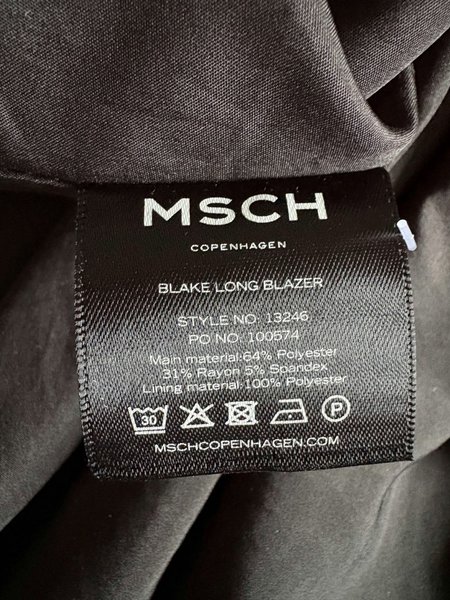 MSCH
COPENHAGEN
BLAKE LONG BLAZER
STYLE NO: 13246
PO NO: 100574
Main material:64% Polyester
31% Rayon 5% Spandex
Lining material:100% Polyester
30 P
MSCHCOPENHAGEN.COM